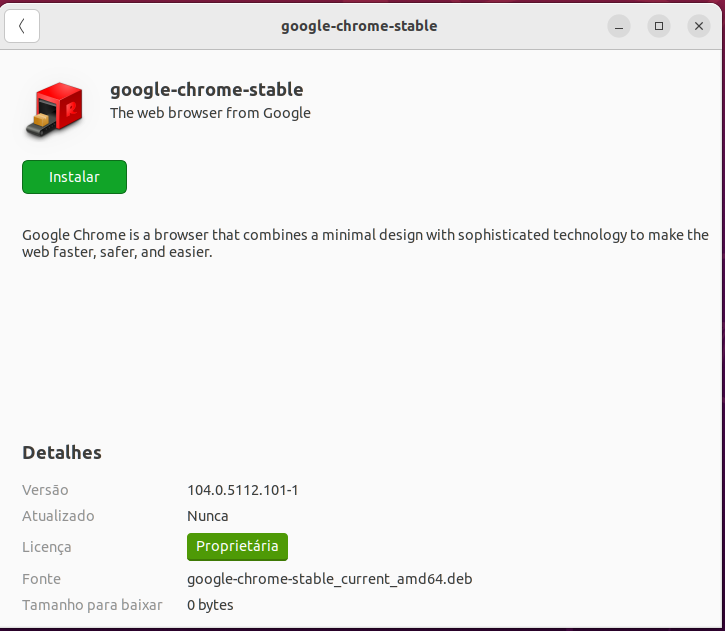 google-chrome-stable
google-chrome-stable
The web browser from Google
R
Instalar
Google Chrome is a browser that combines a minimal design with sophisticated technology to make the
web faster, safer, and easier.
Detalhes
Versão 104.0.5112.101-1
Atualizado Nunca
Licença Proprietária
Fonte google-chrome-stable_current_amd64.deb
Tamanho para baixar 0 bytes